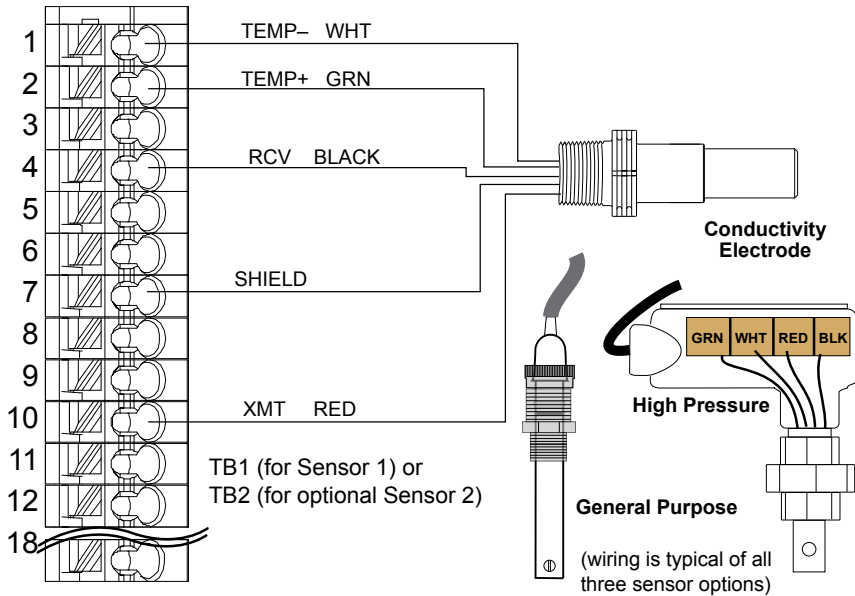 1
TEMP– WHT
2
TEMP+ GRN
3
4
RCV BLACK
5
6
7
SHIELD
8
9
10
XMT RED
11
12
18
TB1 (for Sensor 1) or
TB2 (for optional Sensor 2)
Conductivity
Electrode
GRN WHT RED BLK
High Pressure
General Purpose
(wiring is typical of all
three sensor options)